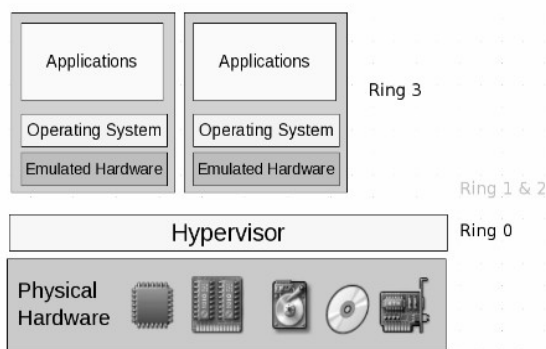 Applications
Applications
Ring 3
Operating System
Operating System
Emulated Hardware
Emulated Hardware
Ring 1 & 2
Hypervisor
Ring 0
Physical
Hardware